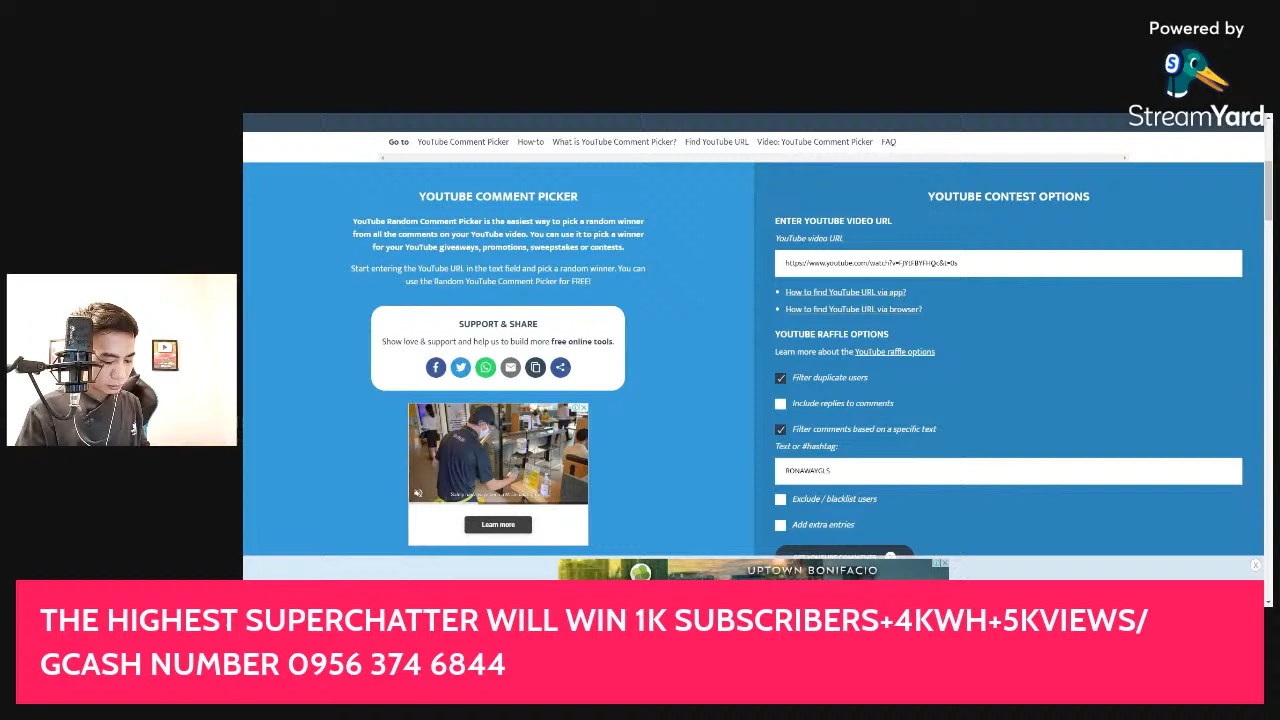 Powered by
StreamYard
Go to YouTube Comment Picker How-to What is YouTube Comment Picker? Find YouTube URL Video: YouTube Comment Picker FAQ
YOUTUBE COMMENT PICKER
YouTube Random Comment Picker is the easiest way to pick a random winner
from all the comments on your YouTube video. You can use it to pick a winner
for your YouTube giveaways, promotions, sweepstakes or contests.
Start entering the YouTube URL in the text field and pick a random winner. You can
use the Random YouTube Comment Picker for FREE!
SUPPORT & SHARE
Show love & support and help us to build more free online tools.
Learn more
YOUTUBE CONTEST OPTIONS
ENTER YOUTUBE VIDEO URL
YouTube video URL
How to find YouTube URL via app?
How to find YouTube URL via browser?
YOUTUBE RAFFLE OPTIONS
Learn more about the YouTube raffle options
Filter duplicate users
Include replies to comments
Filter comments based on a specific text
Text or #hashtag:
RONAWAYGLS
Exclude / blacklist users
Add extra entries
UPTOWN BONIFACIO
THE HIGHEST SUPERCHATTER WILL WIN 1K SUBSCRIBERS+4KWH+5KVIEWS/
GCASH NUMBER 0956 374 6844